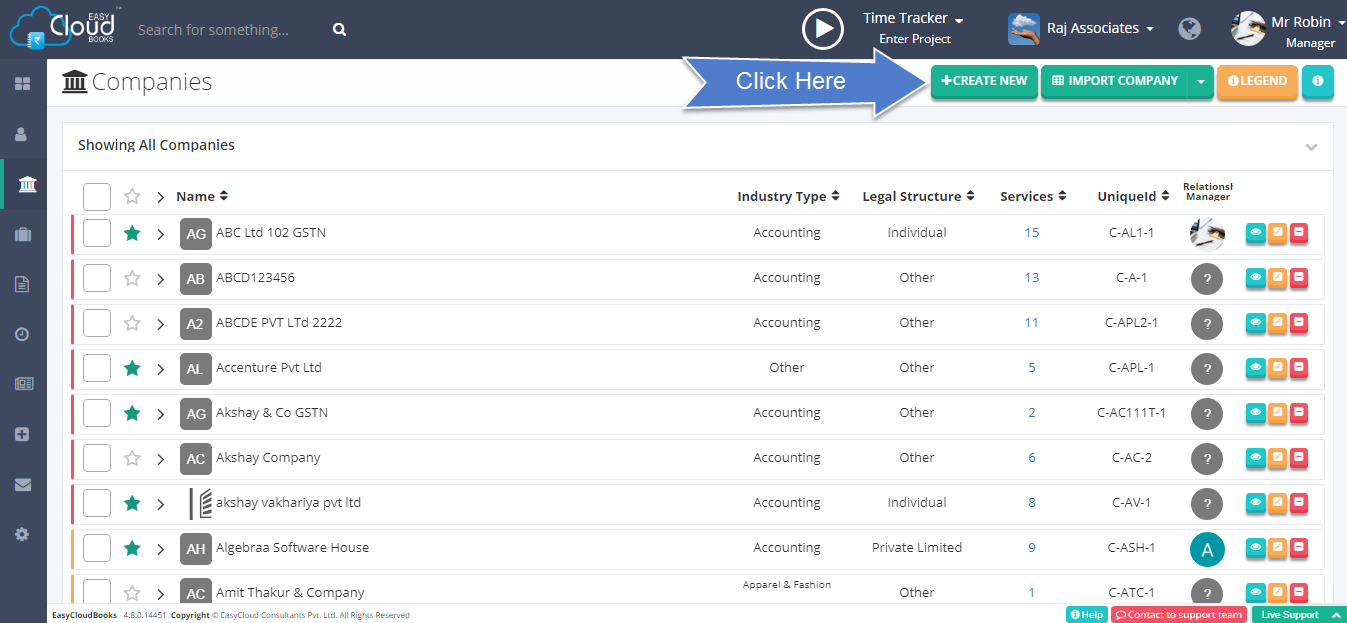 EASY
Cloud
BOOKS
™
Search for something...
Time Tracker
Enter Project
Raj Associates
Mr Robin
Manager
Companies
Click Here
+CREATE NEW
IMPORT COMPANY
LEGEND
Showing All Companies
Name Industry Type Legal Structure Services UniqueId Relationsh
Manager
AG ABC Ltd 102 GSTN Accounting Individual 15 C-AL1-1
AB ABCD123456 Accounting Other 13 C-A-1 ?
A2 ABCDE PVT LTd 2222 Accounting Other 11 C-APL2-1 ?
AL Accenture Pvt Ltd Other Other 5 C-APL-1 ?
AG Akshay & Co GSTN Accounting Other 2 C-AC111T-1 ?
AC Akshay Company Accounting Other 6 C-AC-2 ?
akshay vakhariya pvt ltd Accounting Individual 8 C-AV-1 ?
AH Algebraa Software House Accounting Private Limited 9 C-ASH-1 A
AC Amit Thakur & Company Apparel & Fashion Other 1 C-ATC-1 ?
EasyCloudBooks - 4.8.0.14451 Copyright © EasyCloud Consultants Pvt. Ltd. All Rights Reserved
Help
Contact to support team
Live Support